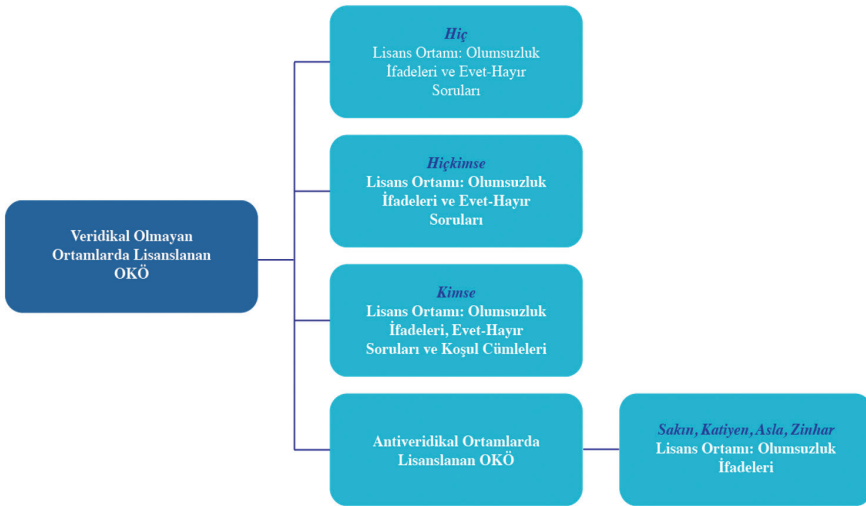 Hiç
Lisans Ortamı: Olumsuzluk
İfadeleri ve Evet-Hayır
Soruları
Hiçkimse
Lisans Ortamı: Olumsuzluk
İfadeleri ve Evet-Hayır
Soruları
Veridikal Olmayan
Ortamlarda Lisanslanan
OKÖ
Kimse
Lisans Ortamı: Olumsuzluk
İfadeleri, Evet-Hayır
Soruları ve Koşul Cümleleri
Antiveridikal Ortamlarda
Lisanslanan OKÖ
Sakın, Katiyen, Asla, Zinhar
Lisans Ortamı: Olumsuzluk
İfadeleri